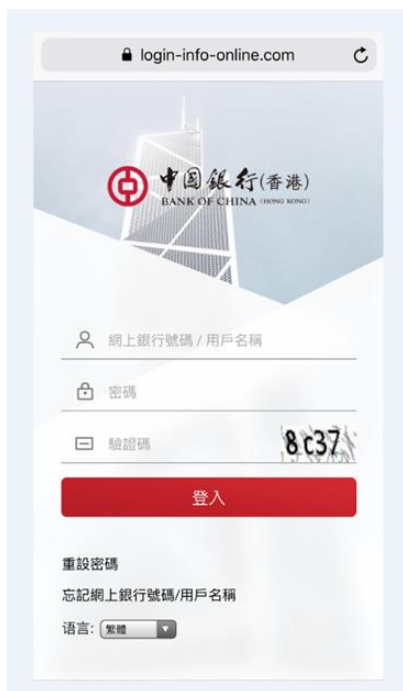 login-info-online.com
中國銀行(香港)
BANK OF CHINA (HONG KONG)
網上銀行號碼 / 用戶名稱
密碼
驗證碼 8c37
登入
重設密碼
忘記網上銀行號碼/用戶名稱
语言: 繁體